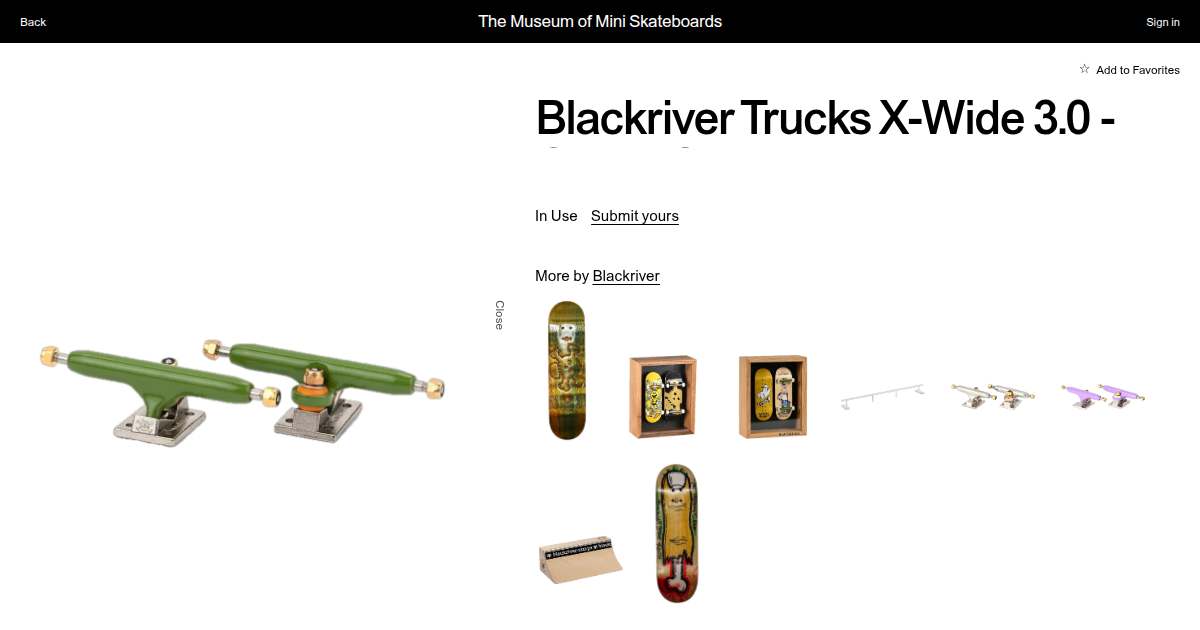 Back
The Museum of Mini Skateboards
Sign in
☆ Add to Favorites
Blackriver Trucks X-Wide 3.0 -
In Use Submit yours
More by Blackriver
Close